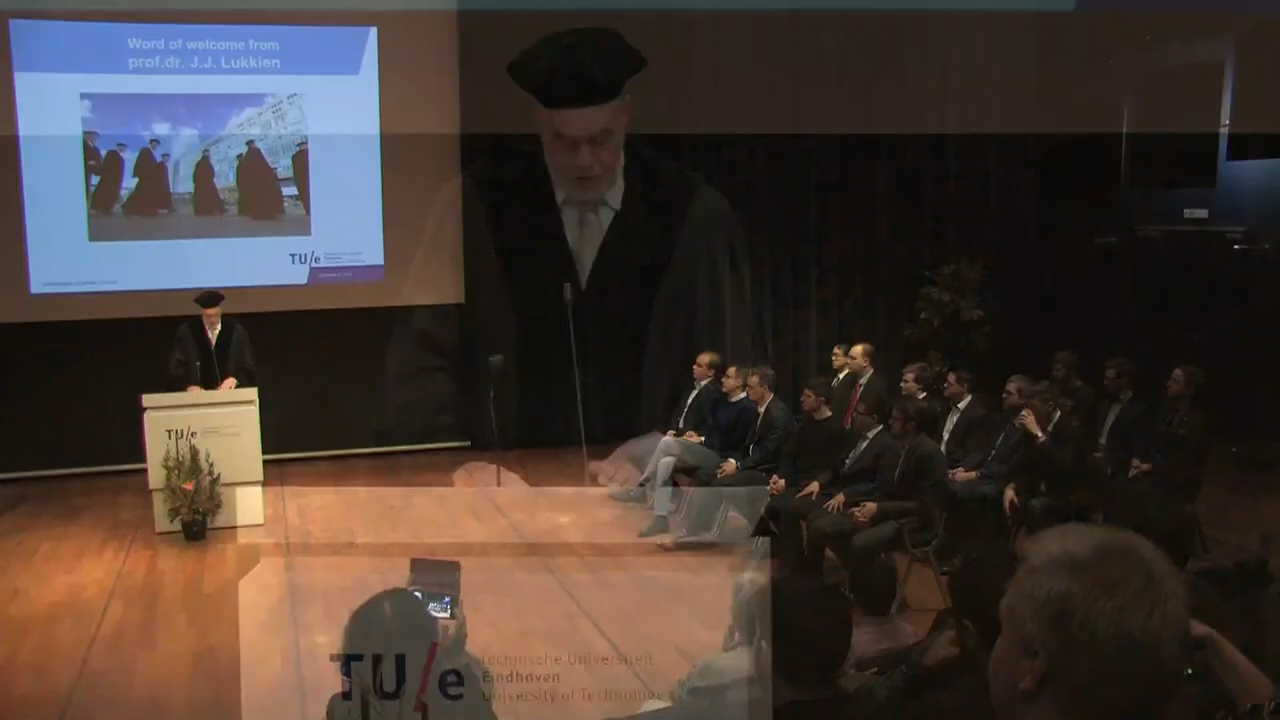 Word of welcome from
prof.dr. J.J. Lukkien
TU/e
TU/e
TU/e
technische Universiteit
Eindhoven
University of Technology